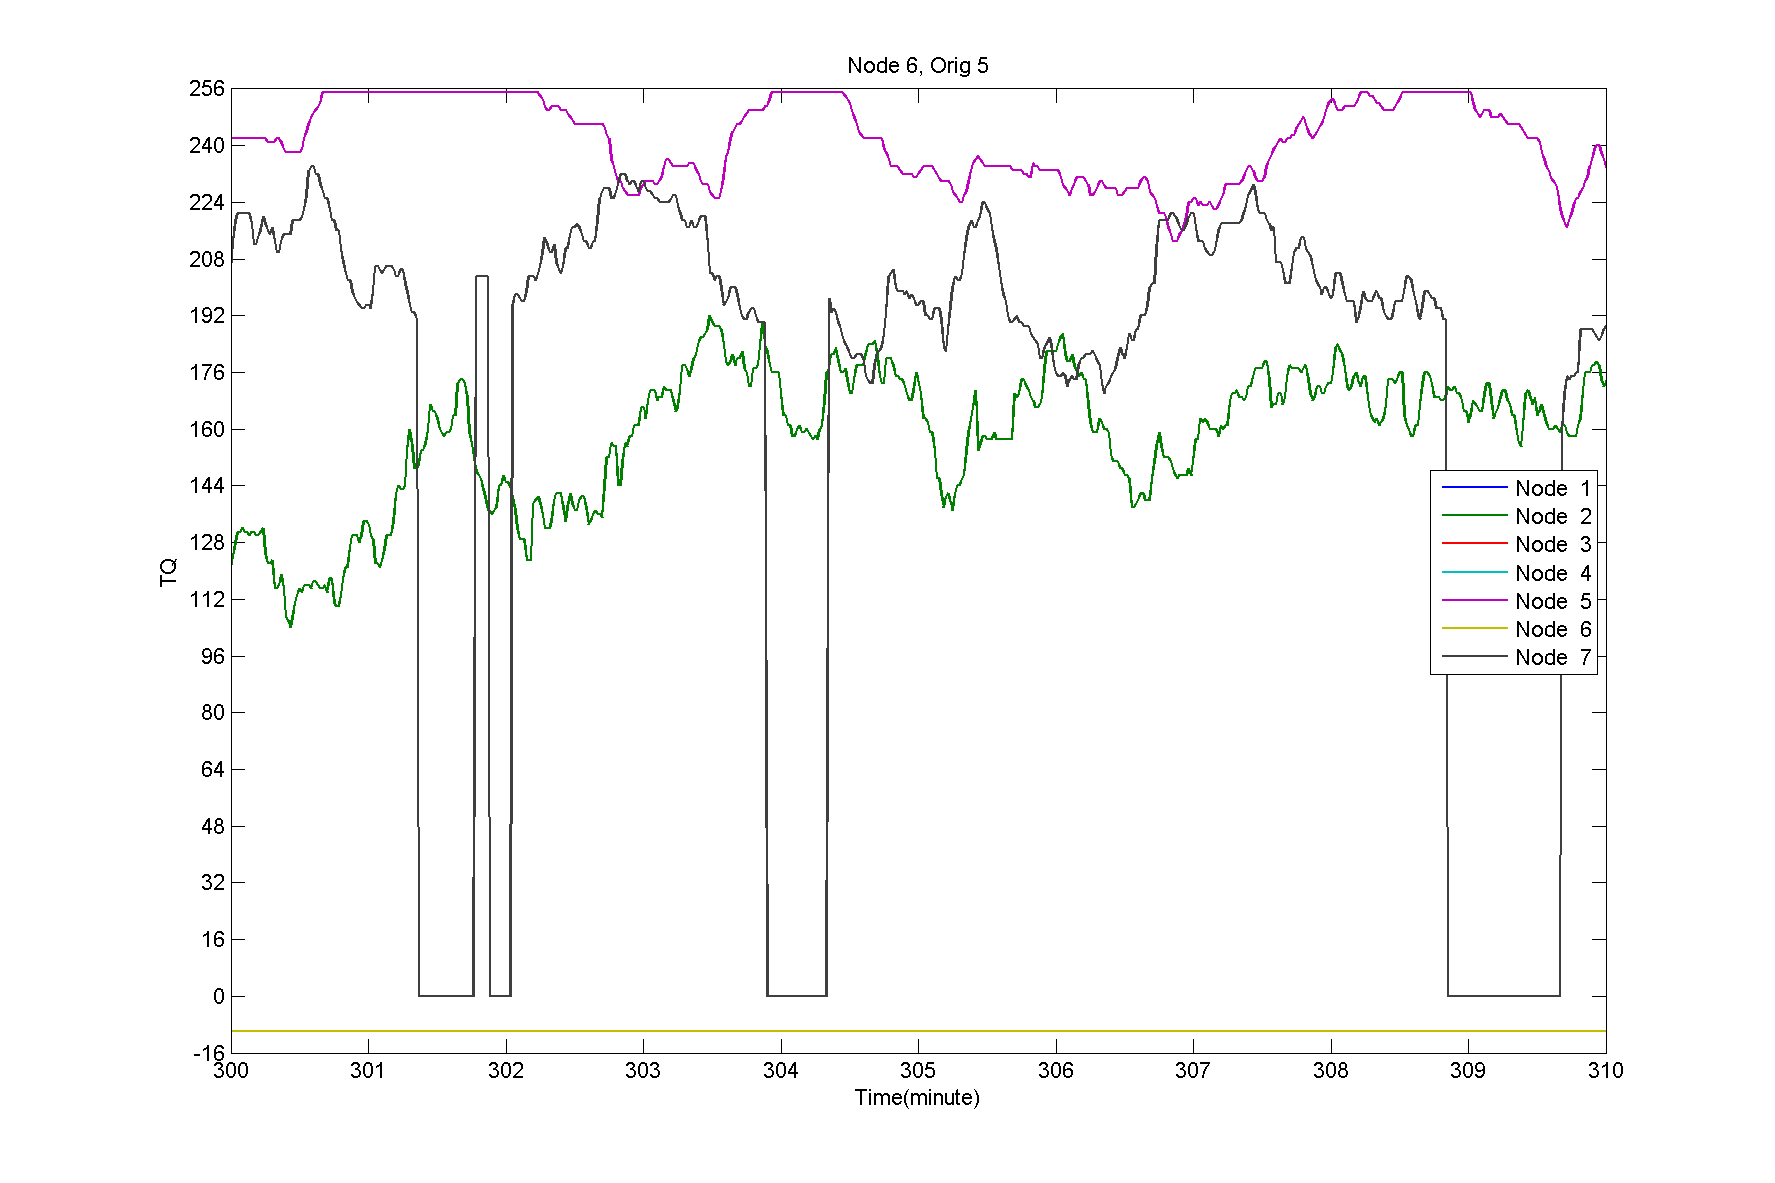 Node 6, Orig 5
256
240
224
208
192
176
160
144
128
112
96
80
64
48
32
16
0
-16
TQ
Node 1
Node 2
Node 3
Node 4
Node 5
Node 6
Node 7
300 301 302 303 304 305 306 307 308 309 310
Time(minute)